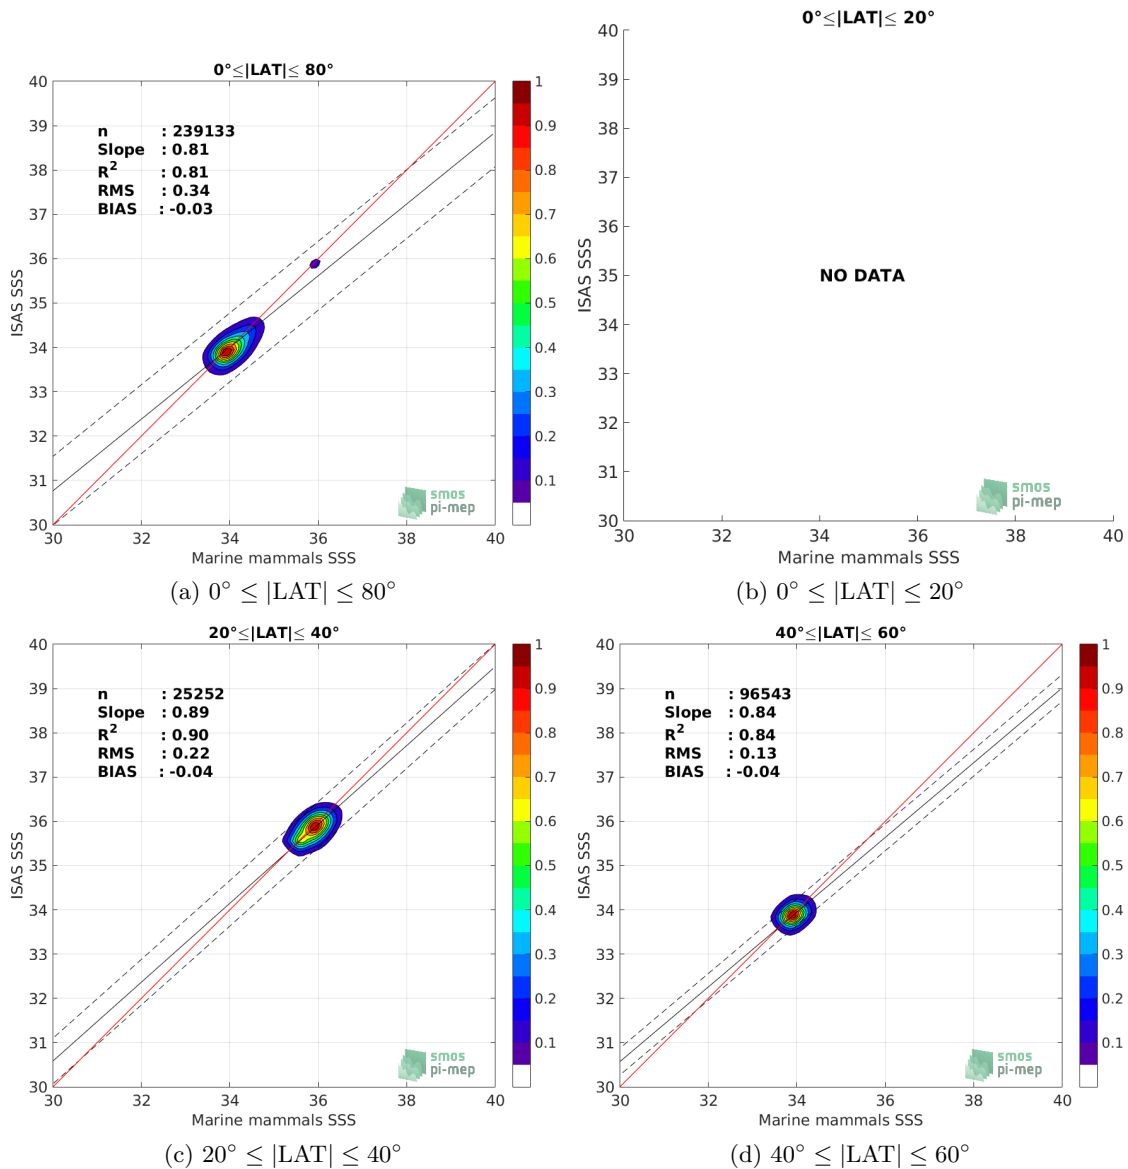 0°≤|LAT|≤ 80°
40
39
38
37
36
35
34
33
32
31
30
ISAS SSS
n : 239133
Slope : 0.81
R2 : 0.81
RMS : 0.34
BIAS : -0.03
smos
pi-mep
30 32 34 36 38 40
Marine mammals SSS
1
0.9
0.8
0.7
0.6
0.5
0.4
0.3
0.2
0.1
(a) 0° ≤ |LAT| ≤ 80°
0°≤|LAT|≤ 20°
40
39
38
37
36
35
34
33
32
31
30
ISAS SSS
NO DATA
smos
pi-mep
30 32 34 36 38 40
Marine mammals SSS
(b) 0° ≤ |LAT| ≤ 20°
20°≤|LAT|≤ 40°
40
39
38
37
36
35
34
33
32
31
30
ISAS SSS
n : 25252
Slope : 0.89
R2 : 0.90
RMS : 0.22
BIAS : -0.04
smos
pi-mep
30 32 34 36 38 40
Marine mammals SSS
1
0.9
0.8
0.7
0.6
0.5
0.4
0.3
0.2
0.1
(c) 20° ≤ |LAT| ≤ 40°
40°≤|LAT|≤ 60°
40
39
38
37
36
35
34
33
32
31
30
ISAS SSS
n : 96543
Slope : 0.84
R2 : 0.84
RMS : 0.13
BIAS : -0.04
smos
pi-mep
30 32 34 36 38 40
Marine mammals SSS
1
0.9
0.8
0.7
0.6
0.5
0.4
0.3
0.2
0.1
(d) 40° ≤ |LAT| ≤ 60°